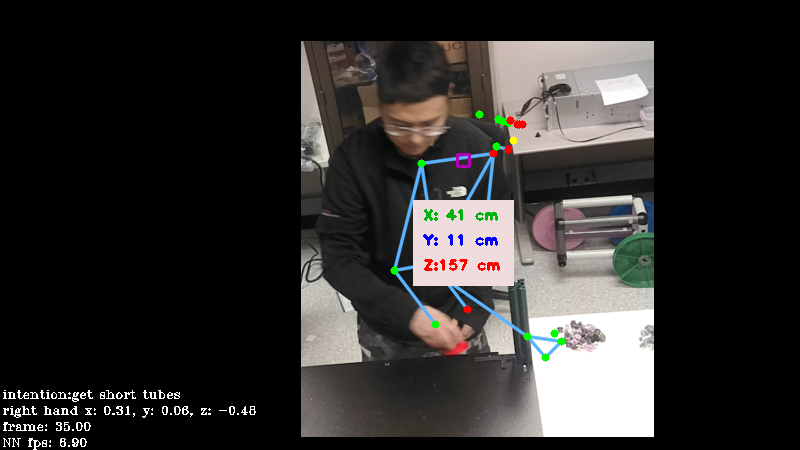 X: 41 cm
Y: 11 cm
Z:157 cm
intention:get short tubes
right hand x: 0.31, y: 0.06, z: −0.48
frame: 35.00
NN fps: 6.90